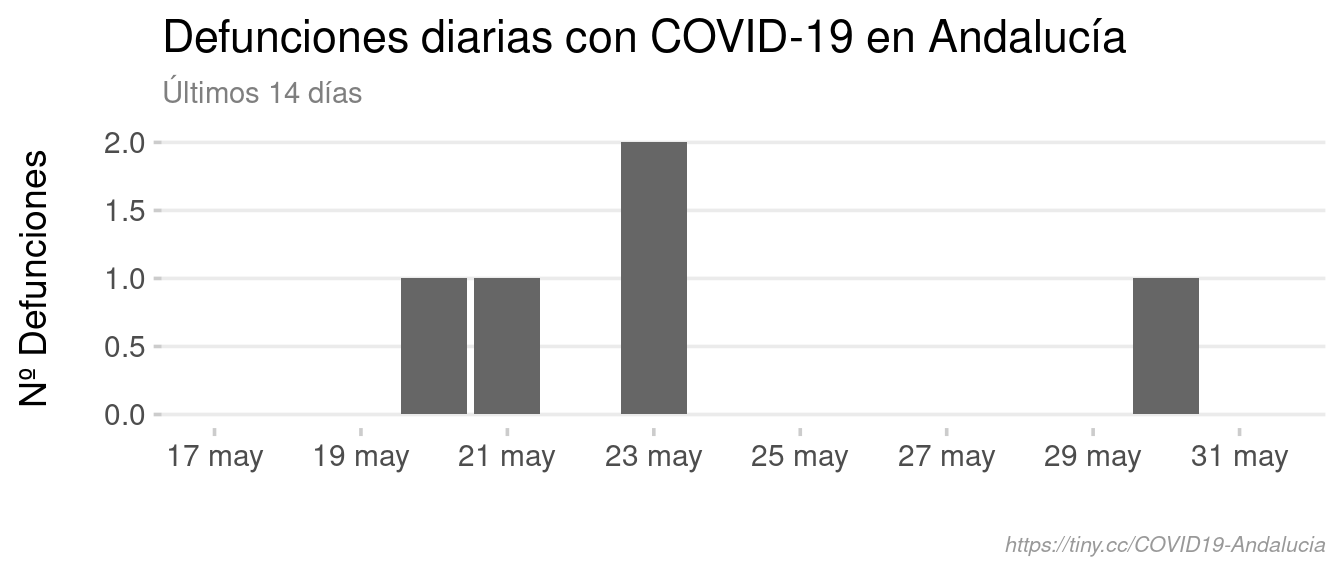 Defunciones diarias con COVID-19 en Andalucía
Últimos 14 días
Nº Defunciones
2.0
1.5
1.0
0.5
0.0
17 may 19 may 21 may 23 may 25 may 27 may 29 may 31 may
https://tiny.cc/COVID19-Andalucia